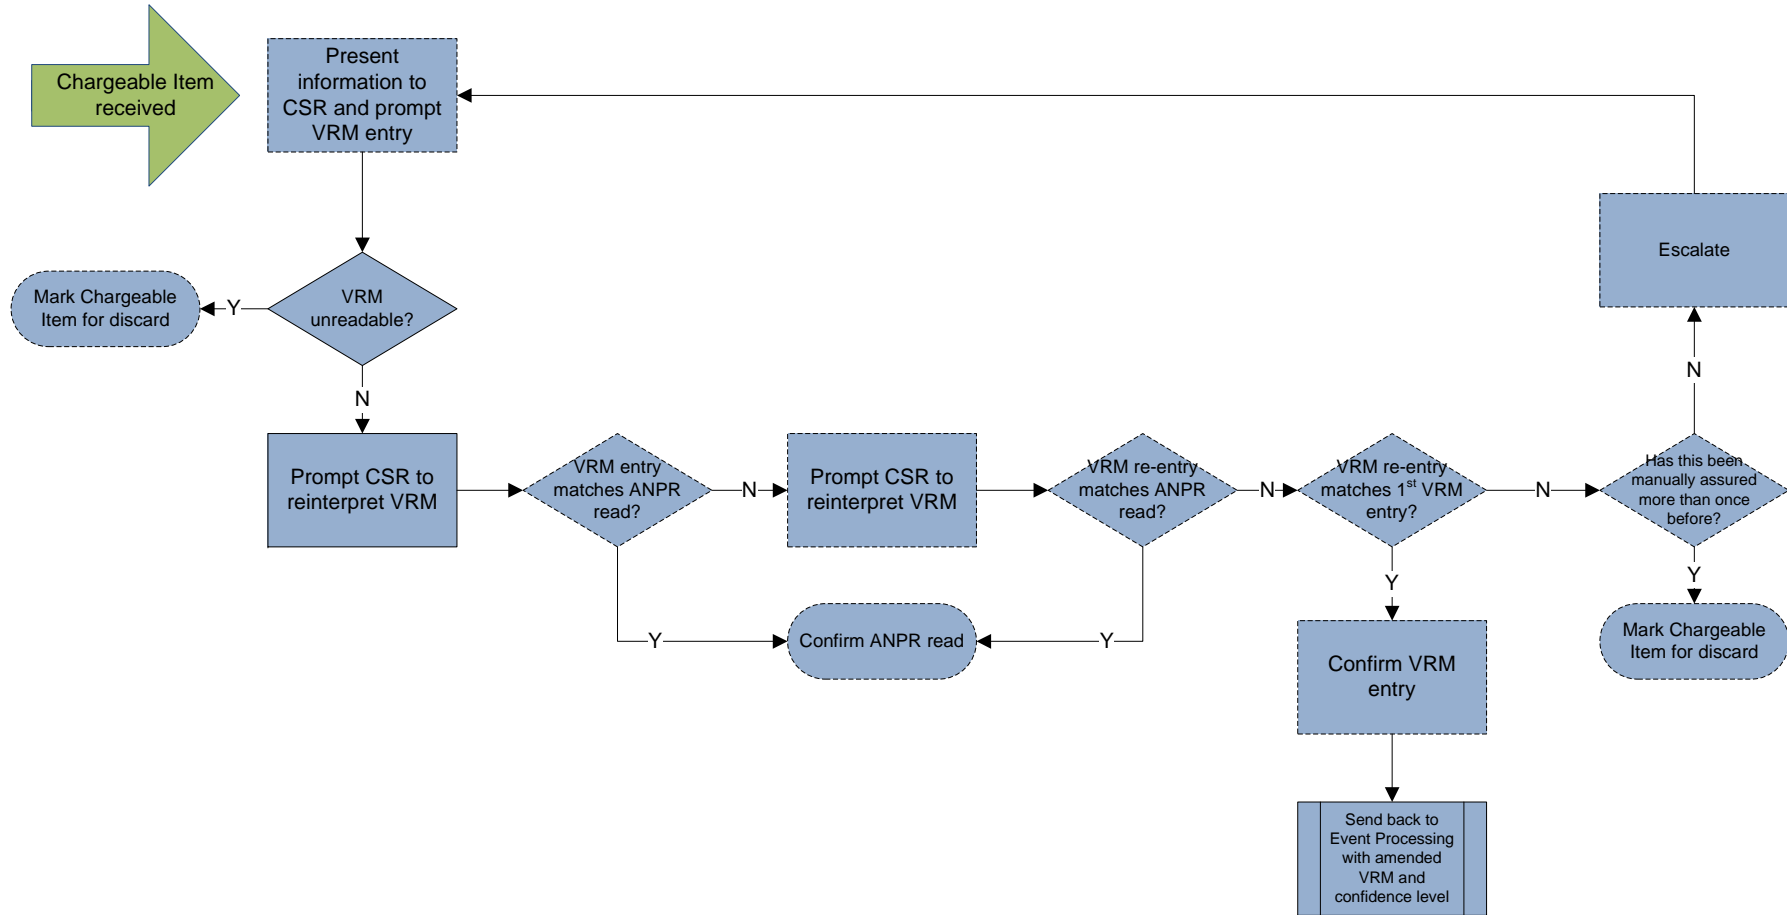 Chargeable Item
received
Present
information to
CSR and prompt
VRM entry
Escalate
Mark Chargeable
Item for discard
Y
VRM
unreadable?
N
N
Prompt CSR to
reinterpret VRM
VRM entry
matches ANPR
read?
N
Prompt CSR to
reinterpret VRM
VRM re-entry
matches ANPR
read?
N
VRM re-entry
matches 1st VRM
entry?
N
Has this been
manually assured
more than once
before?
Y
Y
Y
Confirm ANPR read
Y
Confirm VRM
entry
Mark Chargeable
Item for discard
Send back to
Event Processing
with amended
VRM and
confidence level